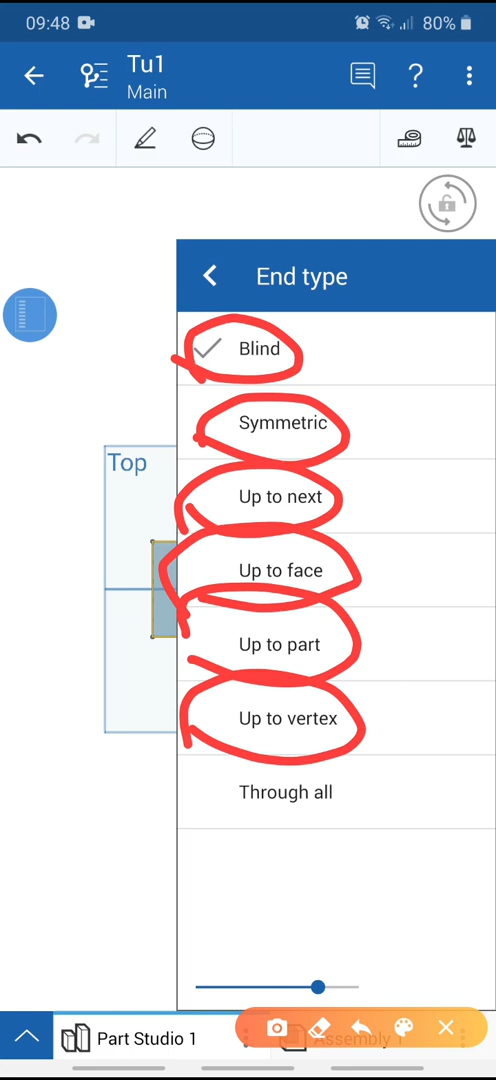 09:48
80%
Tu1
Main
?
End type
Blind
Symmetric
Top
Up to next
Up to face
Up to part
Up to vertex
Through all
Part Studio 1
Assembly 1